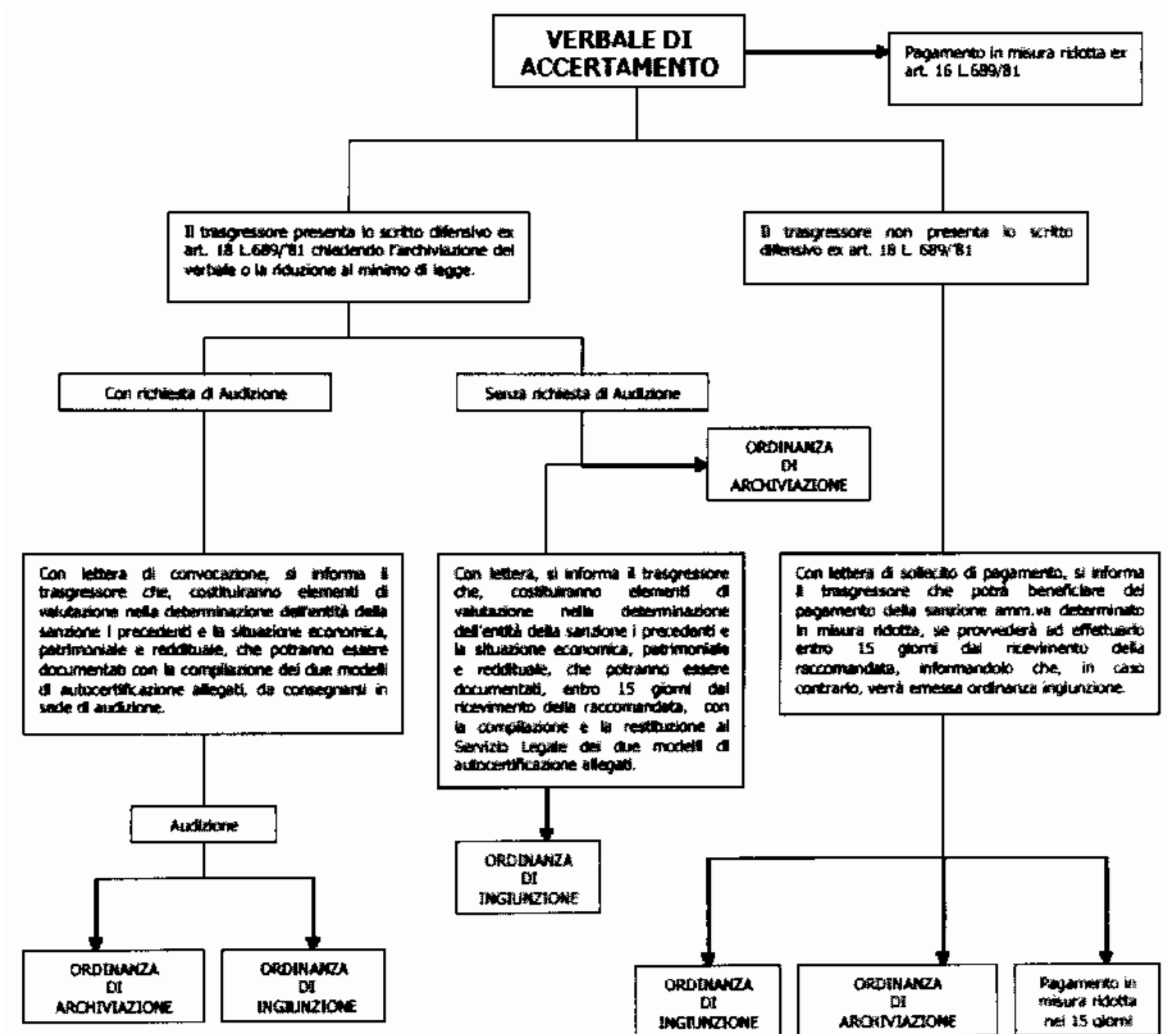 VERBALE DI
ACCERTAMENTO
Pagamento in misura ridotta ex
art. 16 L.689/81
Il trasgressore presenta lo scritto difensivo ex
art. 18 L.689/'81 chiedendo l'archiviazione del
verbale o la riduzione al minimo di legge.
Il trasgressore non presenta lo scritto
difensivo ex art. 18 L. 689/'81
Con richiesta di Audizione
Senza richiesta di Audizione
ORDINANZA
DI
ARCHIVIAZIONE
Con lettera di convocazione, si informa il
trasgressore che, costituiranno elementi di
valutazione nella determinazione dell'entità della
sanzione i precedenti e la situazione economica,
patrimoniale e reddituale, che potranno essere
documentati con la compilazione dei due modelli
di autocertificazione allegati, da consegnarsi in
sede di audizione.
Con lettera, si informa il trasgressore
che, costituiranno elementi di
valutazione nella determinazione
dell'entità della sanzione i precedenti e
la situazione economica, patrimoniale
e reddituale, che potranno essere
documentati, entro 15 giorni dal
ricevimento della raccomandata, con
la compilazione e la restituzione al
Servizio Legale dei due modelli di
autocertificazione allegati.
Con lettera di sollecito di pagamento, si informa
il trasgressore che potrà beneficiare del
pagamento della sanzione amm.va determinato
in misura ridotta, se provvederà ad effettuarlo
entro 15 giorni dal ricevimento della
raccomandata, informandolo che, in caso
contrario, verrà emessa ordinanza ingiunzione.
Audizione
ORDINANZA
DI
INGIUNZIONE
ORDINANZA
DI
ARCHIVIAZIONE
ORDINANZA
DI
INGIUNZIONE
ORDINANZA
DI
INGIUNZIONE
ORDINANZA
DI
ARCHIVIAZIONE
Pagamento in
misura ridotta
nei 15 giorni